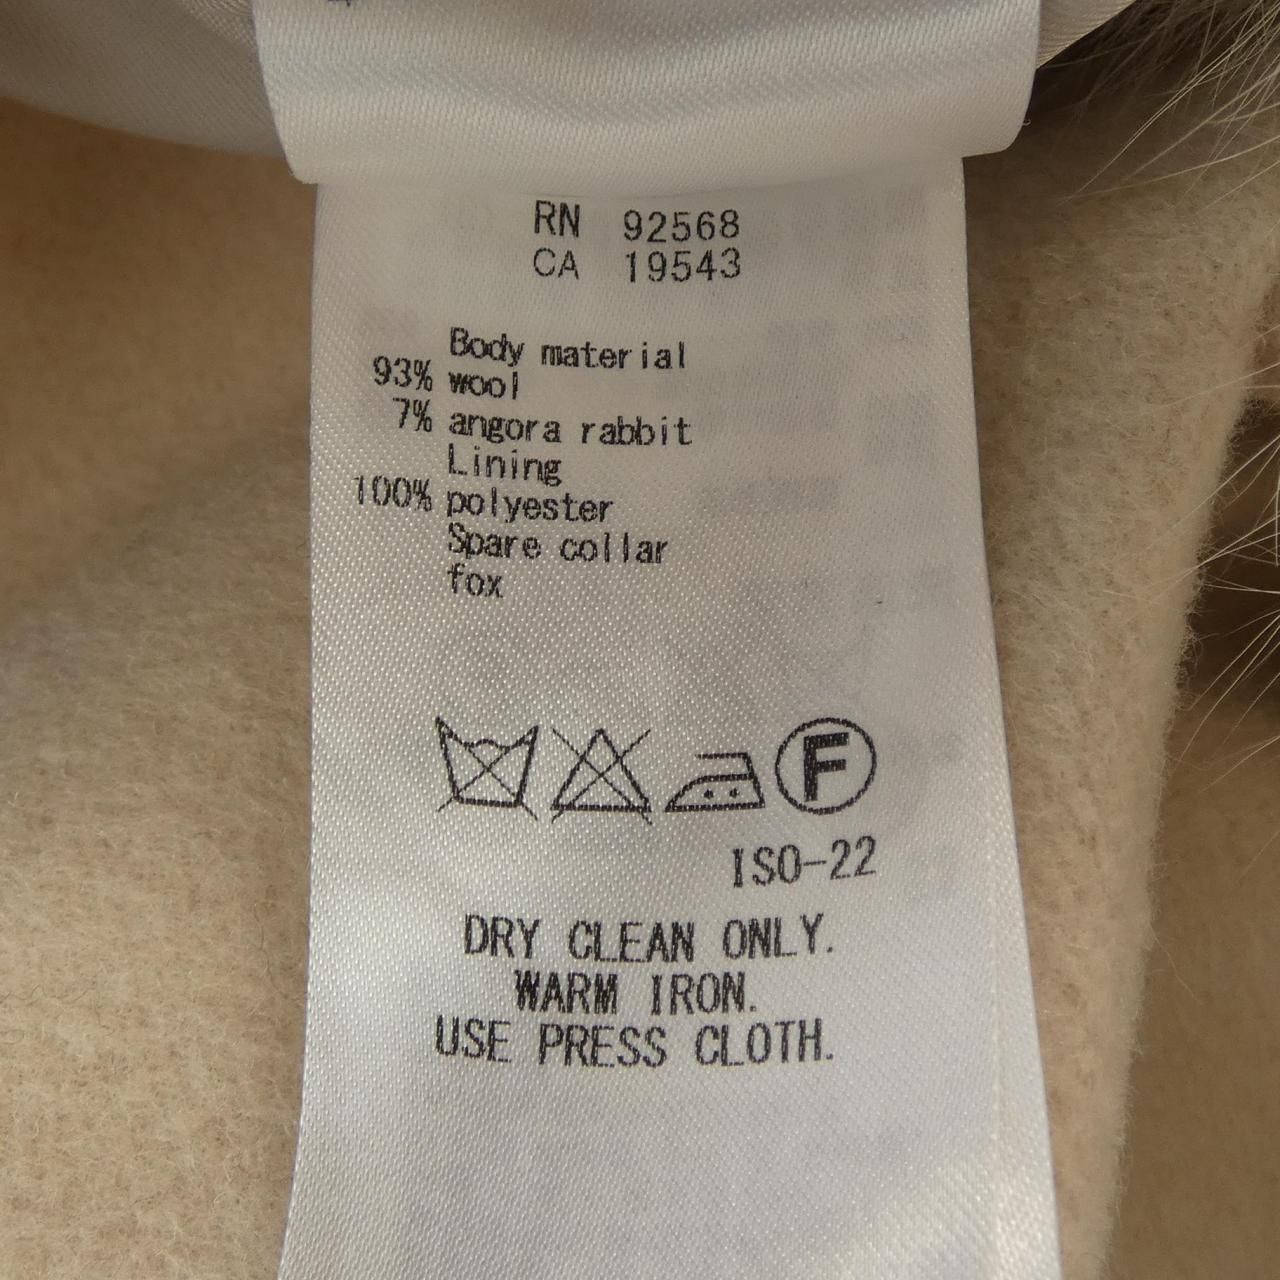 RN 92568
CA 19543
Body material
93% wool
7% angora rabbit
Lining
100% polyester
Spare collar
fox
F
ISO-22
DRY CLEAN ONLY.
WARM IRON.
USE PRESS CLOTH.